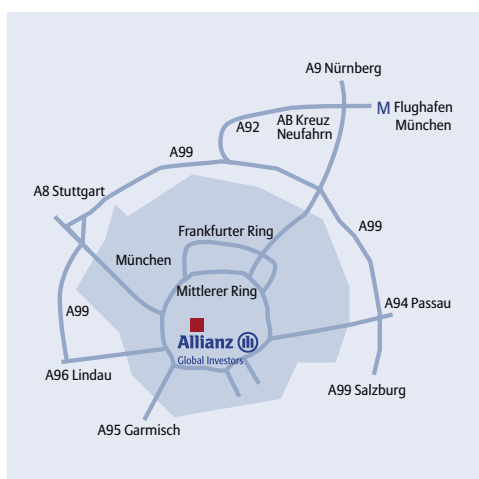 A9 Nürnberg
M Flughafen
München
AB Kreuz
Neufahrn
A92
A99
A8 Stuttgart
Frankfurter Ring
A99
München
Mittlerer Ring
A99
A94 Passau
Allianz
Global Investors
A96 Lindau
A99 Salzburg
A95 Garmisch